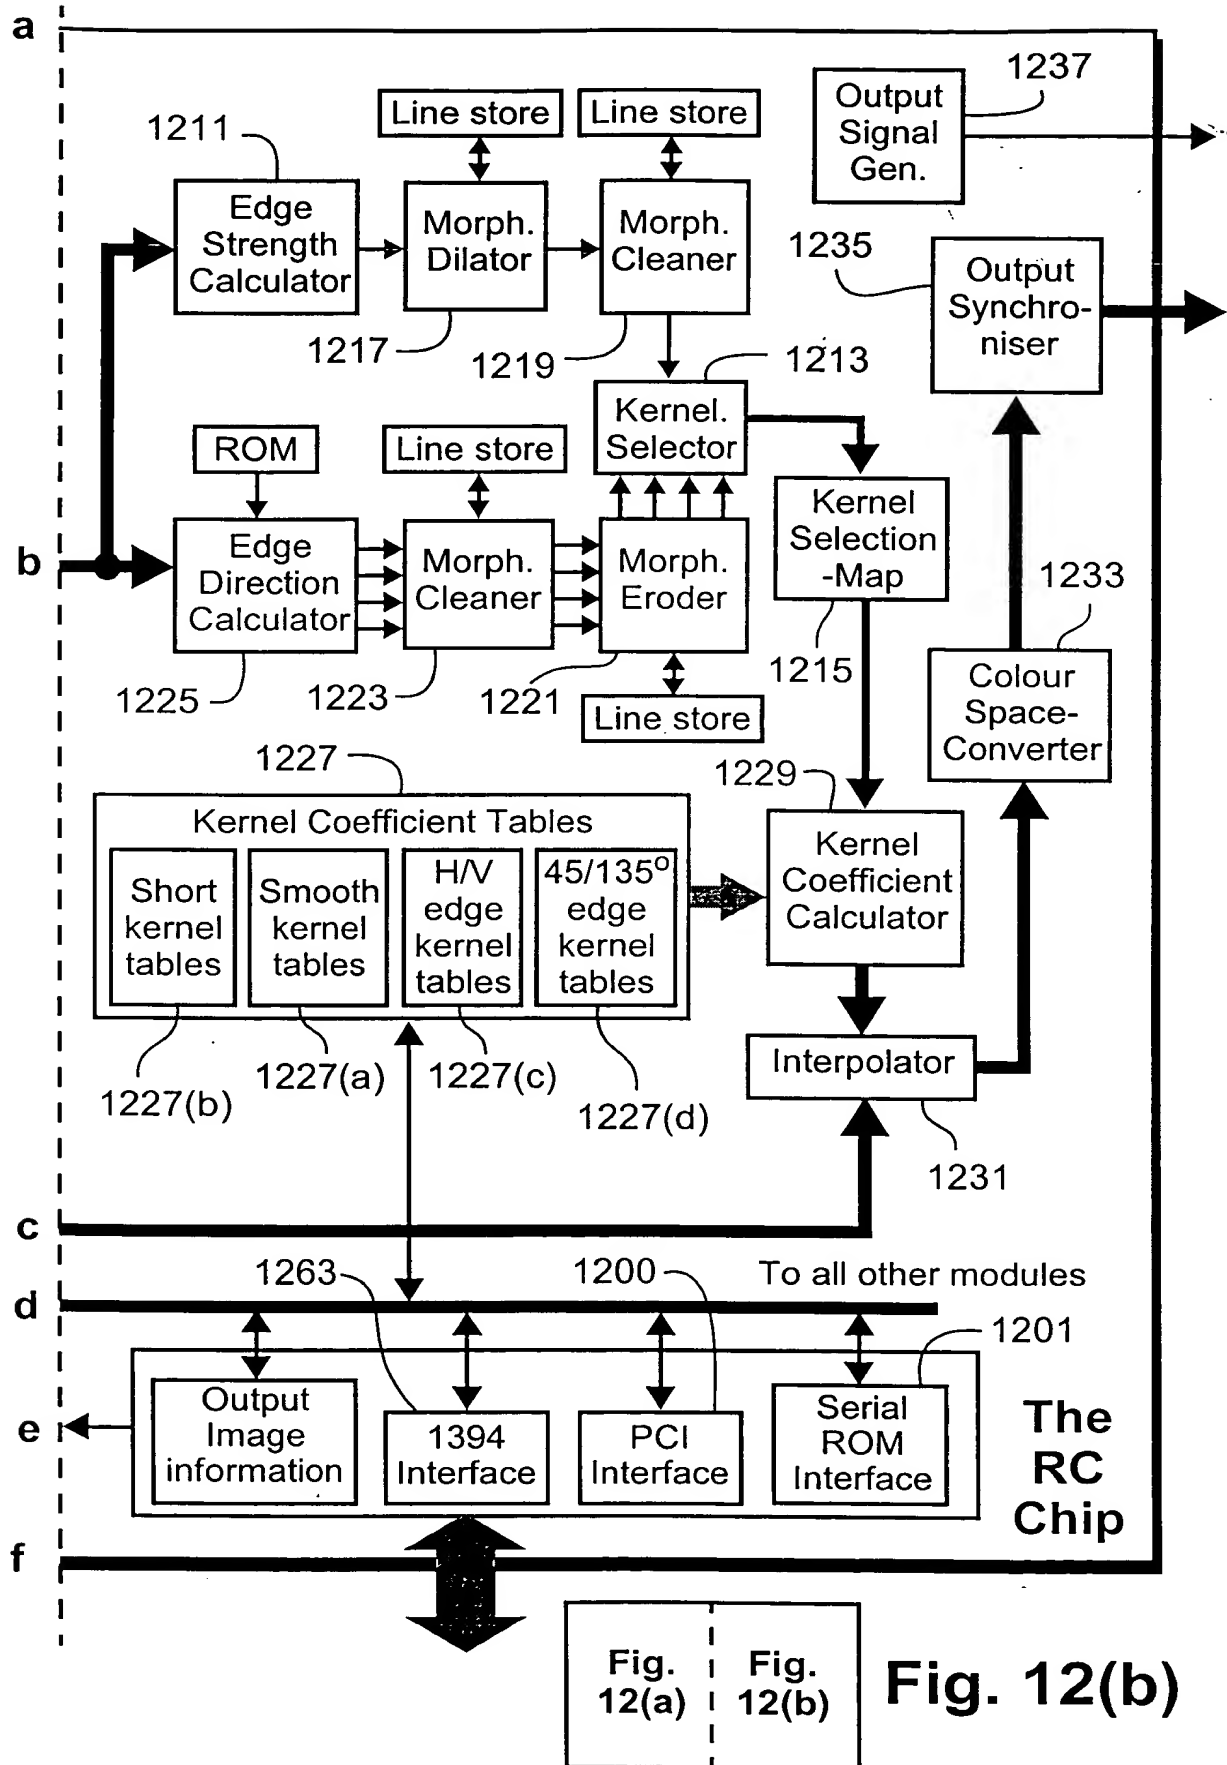 a
1237
Output
Signal
Gen.
Line store
Line store
1211
Edge
Strength
Calculator
Morph.
Dilator
Morph.
Cleaner
1235
Output
Synchro-
niser
1217
1219
1213
Kernel.
Selector
ROM
Line store
Kernel
Selection
-Map
b
Edge
Direction
Calculator
Morph.
Cleaner
Morph.
Eroder
1233
1225
1223
1221
1215
Line store
Colour
Space-
Converter
1227
1229
Kernel Coefficient Tables
Short
kernel
tables
Smooth
kernel
tables
H/V
edge
kernel
tables
45/135º
edge
kernel
tables
Kernel
Coefficient
Calculator
Interpolator
1227(b)
1227(a)
1227(c)
1227(d)
1231
c
1263
1200
To all other modules
d
1201
Output
Image
information
1394
Interface
PCI
Interface
Serial
ROM
Interface
e
The
RC
Chip
f
Fig.
12(a)
Fig.
12(b)
Fig. 12(b)